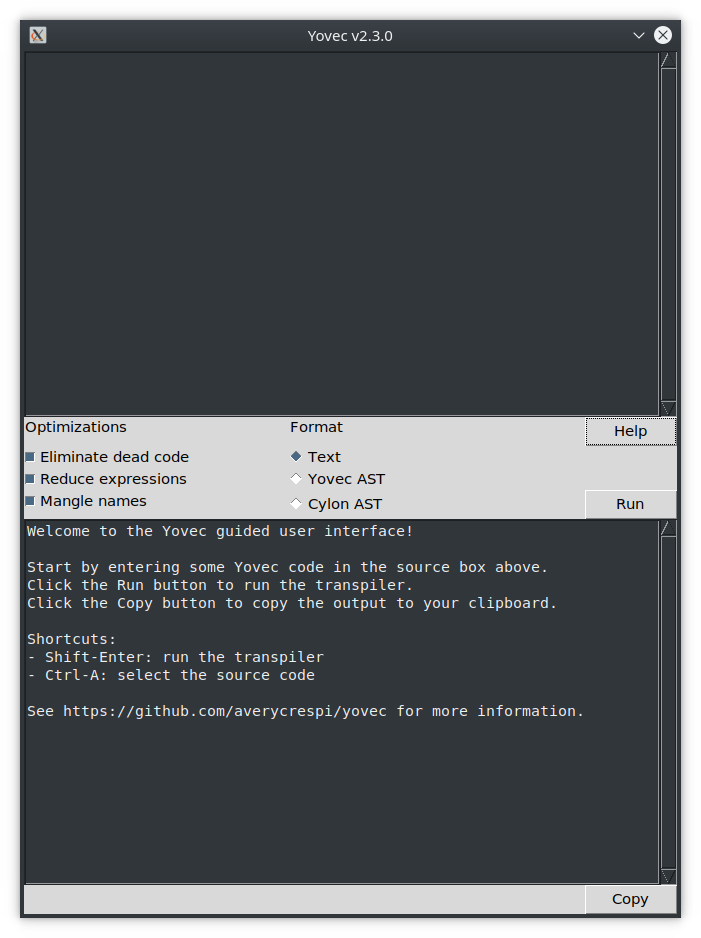 Yovec v2.3.0
Optimizations
Format
Help
Eliminate dead code
Text
Reduce expressions
Yovec AST
Mangle names
Cylon AST
Run
Welcome to the Yovec guided user interface!
Start by entering some Yovec code in the source box above.
Click the Run button to run the transpiler.
Click the Copy button to copy the output to your clipboard.
Shortcuts:
- Shift-Enter: run the transpiler
- Ctrl-A: select the source code
See https://github.com/averycrespi/yovec for more information.
Copy